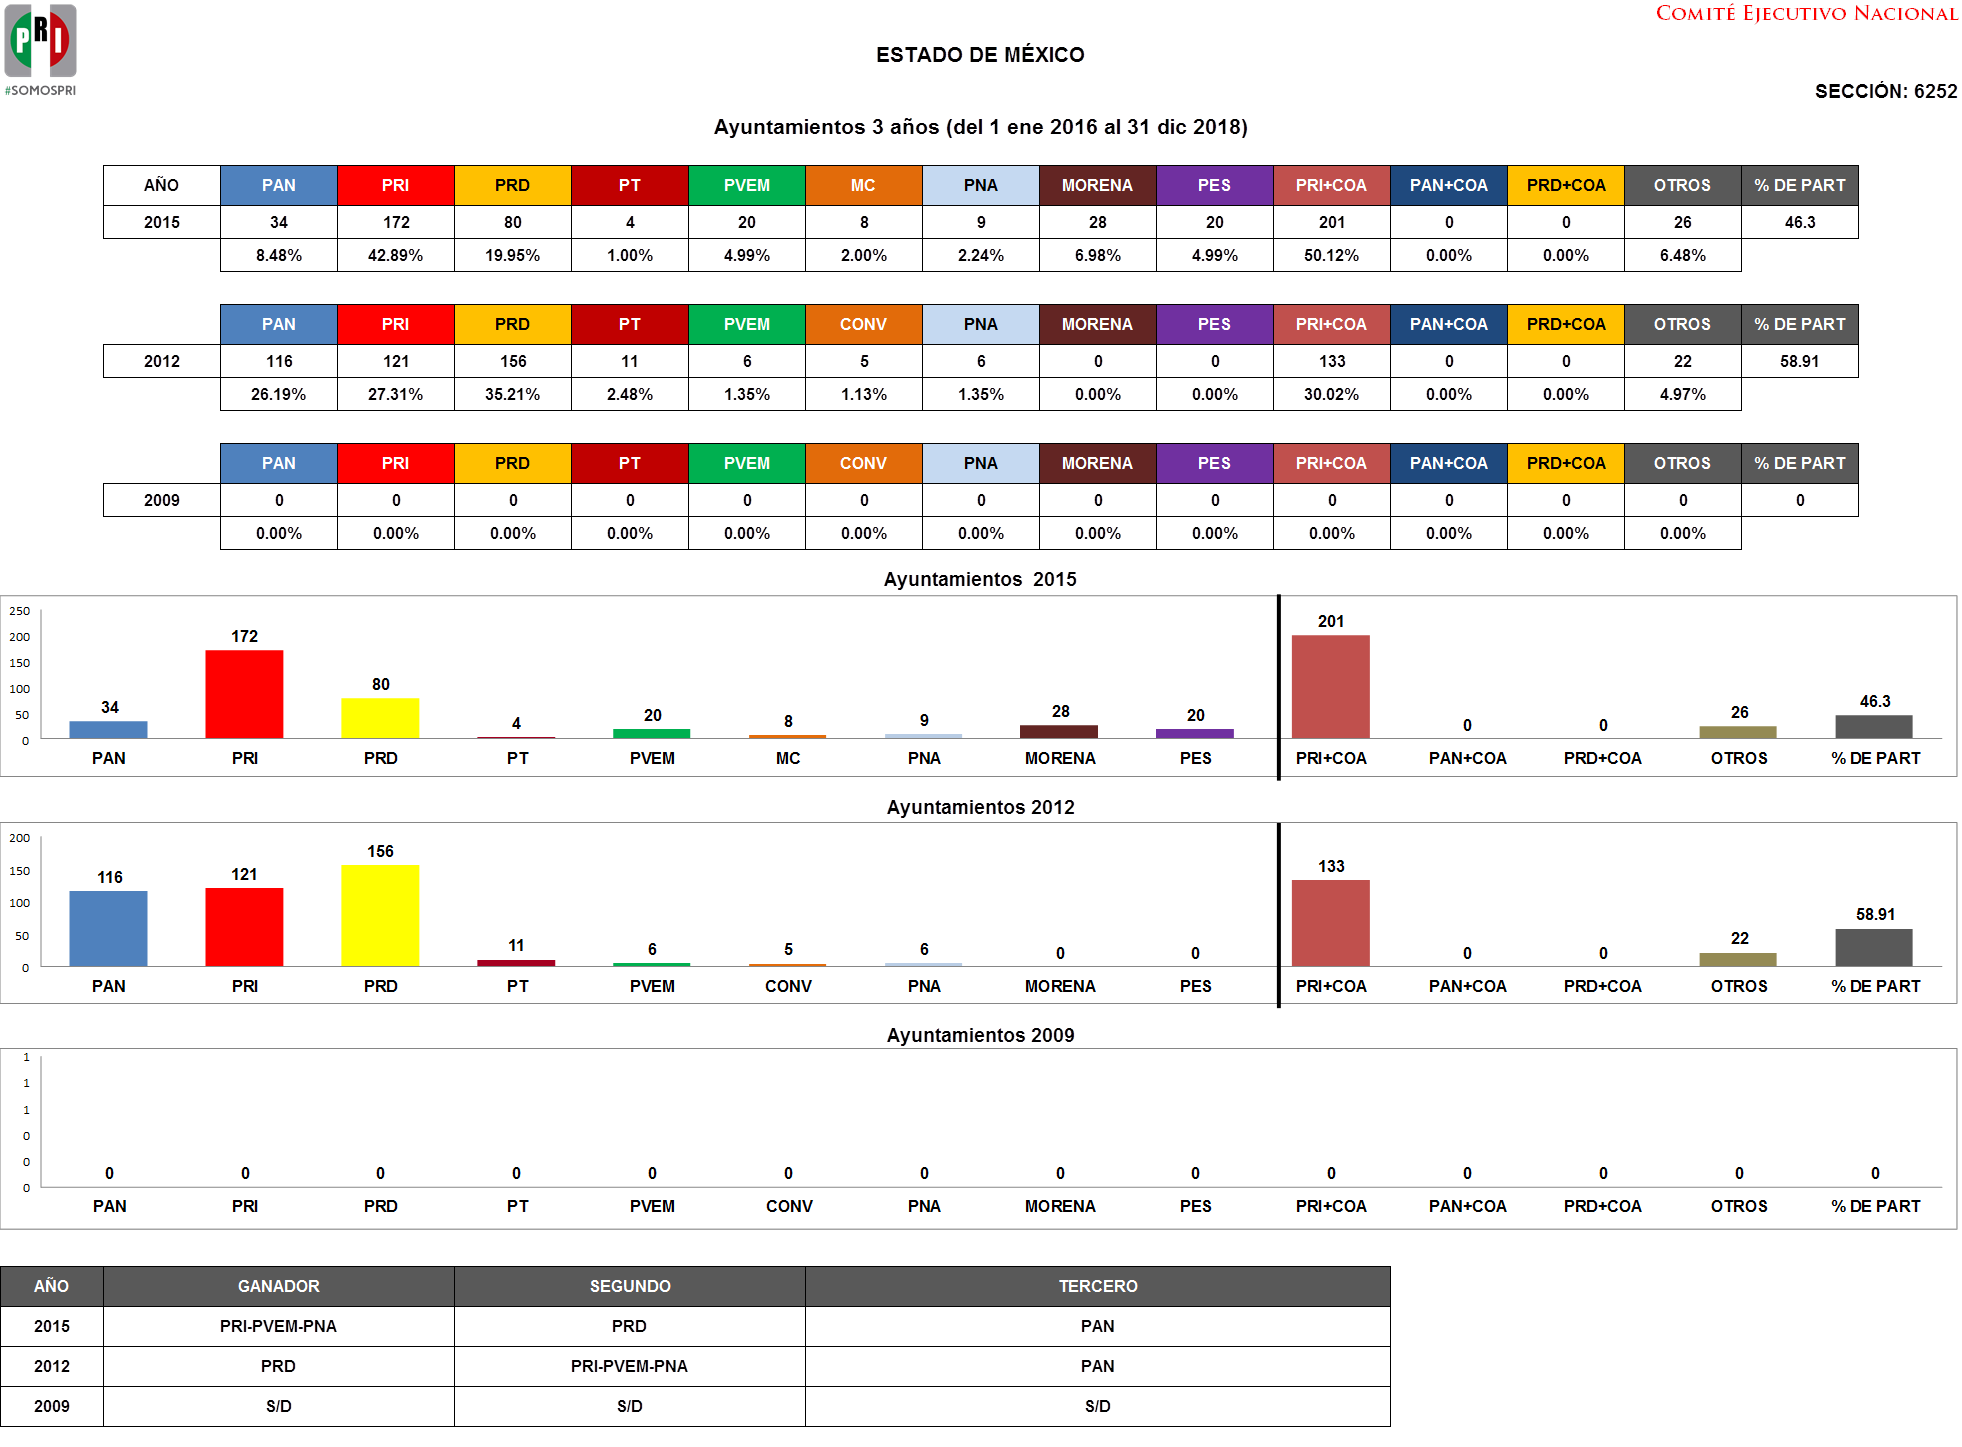 PRI
#SOMOSPRI
COMITÉ EJECUTIVO NACIONAL
ESTADO DE MÉXICO
SECCIÓN: 6252
Ayuntamientos 3 años (del 1 ene 2016 al 31 dic 2018)
AÑO PAN PRI PRD PT PVEM MC PNA MORENA PES PRI+COA PAN+COA PRD+COA OTROS % DE PART
2015 34 172 80 4 20 8 9 28 20 201 0 0 26 46.3
8.48% 42.89% 19.95% 1.00% 4.99% 2.00% 2.24% 6.98% 4.99% 50.12% 0.00% 0.00% 6.48%
PAN PRI PRD PT PVEM CONV PNA MORENA PES PRI+COA PAN+COA PRD+COA OTROS % DE PART
2012 116 121 156 11 6 5 6 0 0 133 0 0 22 58.91
26.19% 27.31% 35.21% 2.48% 1.35% 1.13% 1.35% 0.00% 0.00% 30.02% 0.00% 0.00% 4.97%
PAN PRI PRD PT PVEM CONV PNA MORENA PES PRI+COA PAN+COA PRD+COA OTROS % DE PART
2009 0 0 0 0 0 0 0 0 0 0 0 0 0 0
0.00% 0.00% 0.00% 0.00% 0.00% 0.00% 0.00% 0.00% 0.00% 0.00% 0.00% 0.00% 0.00%
Ayuntamientos 2015
250
200
150
100
50
0
34 172 80 4 20 8 9 28 20 201 0 0 26 46.3
PAN PRI PRD PT PVEM MC PNA MORENA PES PRI+COA PAN+COA PRD+COA OTROS % DE PART
Ayuntamientos 2012
200
150
100
50
0
116 121 156 11 6 5 6 0 0 133 0 0 22 58.91
PAN PRI PRD PT PVEM CONV PNA MORENA PES PRI+COA PAN+COA PRD+COA OTROS % DE PART
Ayuntamientos 2009
1
1
1
0
0
0
0 0 0 0 0 0 0 0 0 0 0 0 0 0
PAN PRI PRD PT PVEM CONV PNA MORENA PES PRI+COA PAN+COA PRD+COA OTROS % DE PART
AÑO GANADOR SEGUNDO TERCERO
2015 PRI-PVEM-PNA PRD PAN
2012 PRD PRI-PVEM-PNA PAN
2009 S/D S/D S/D